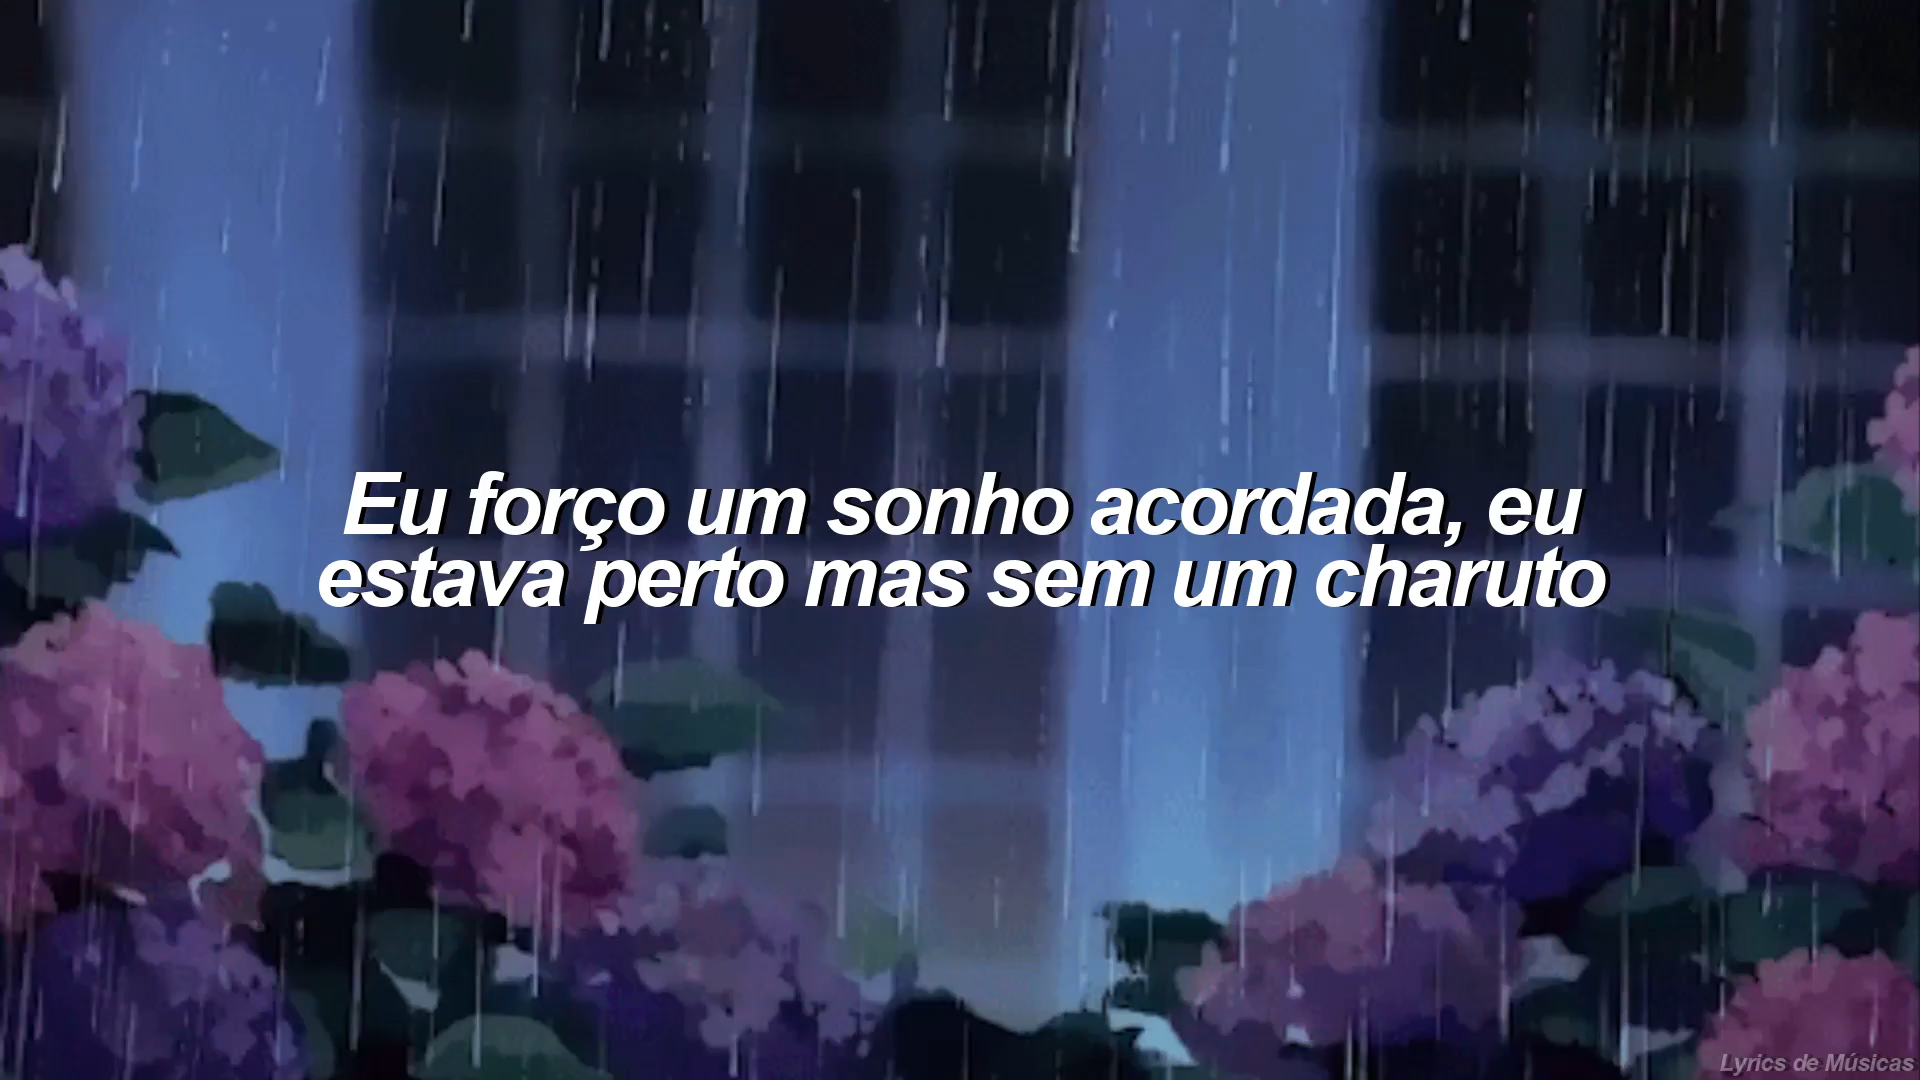 Eu forço um sonho acordada, eu
estava perto mas sem um charuto
Lyrics de Músicas